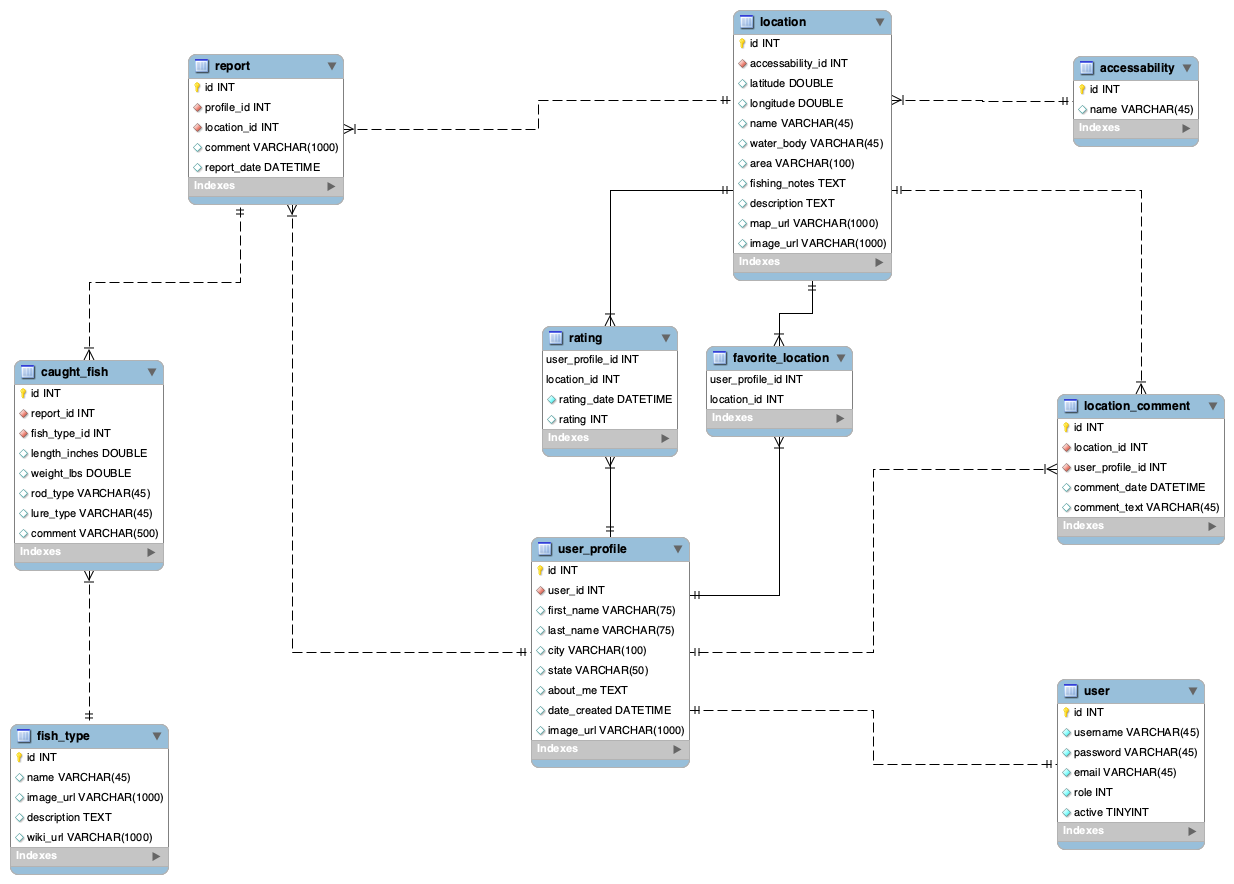 location
id INT
accessability_id INT
latitude DOUBLE
longitude DOUBLE
name VARCHAR(45)
water_body VARCHAR(45)
area VARCHAR(100)
fishing_notes TEXT
description TEXT
map_url VARCHAR(1000)
image_url VARCHAR(1000)
Indexes
report
id INT
profile_id INT
location_id INT
comment VARCHAR(1000)
report_date DATETIME
Indexes
accessability
id INT
name VARCHAR(45)
Indexes
rating
user_profile_id INT
location_id INT
rating_date DATETIME
rating INT
Indexes
favorite_location
user_profile_id INT
location_id INT
Indexes
caught_fish
id INT
report_id INT
fish_type_id INT
length_inches DOUBLE
weight_lbs DOUBLE
rod_type VARCHAR(45)
lure_type VARCHAR(45)
comment VARCHAR(500)
Indexes
location_comment
id INT
location_id INT
user_profile_id INT
comment_date DATETIME
comment_text VARCHAR(45)
Indexes
user_profile
id INT
user_id INT
first_name VARCHAR(75)
last_name VARCHAR(75)
city VARCHAR(100)
state VARCHAR(50)
about_me TEXT
date_created DATETIME
image_url VARCHAR(1000)
Indexes
user
id INT
username VARCHAR(45)
password VARCHAR(45)
email VARCHAR(45)
role INT
active TINYINT
Indexes
fish_type
id INT
name VARCHAR(45)
image_url VARCHAR(1000)
description TEXT
wiki_url VARCHAR(1000)
Indexes